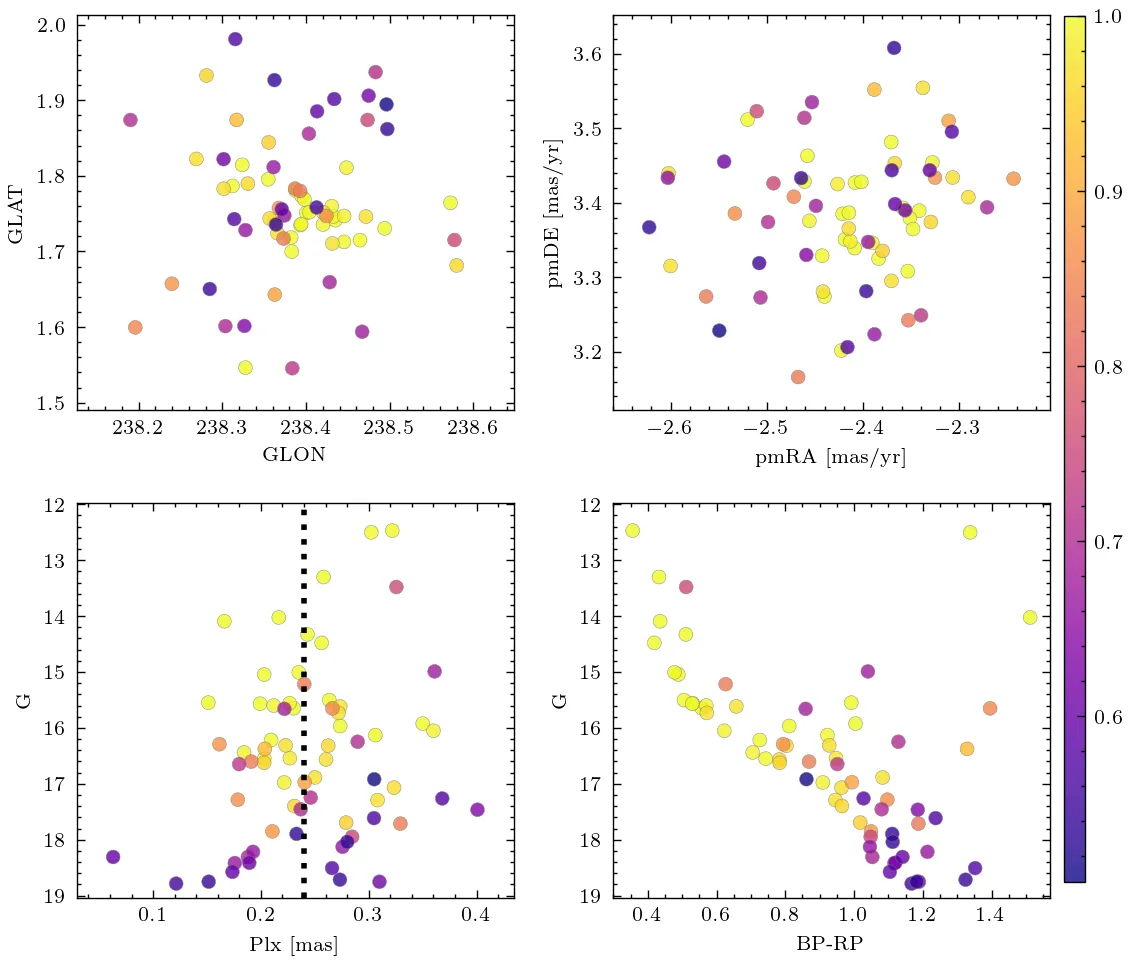 2.0
1.9
1.8
1.7
1.6
1.5
GLAT
238.2 238.3 238.4 238.5 238.6
GLON
3.6
3.5
3.4
3.3
3.2
pmDE [mas/yr]
−2.6 −2.5 −2.4 −2.3
pmRA [mas/yr]
1.0
0.9
0.8
0.7
0.6
12
13
14
15
16
17
18
19
G
0.1 0.2 0.3 0.4
Plx [mas]
12
13
14
15
16
17
18
19
G
0.4 0.6 0.8 1.0 1.2 1.4
BP-RP